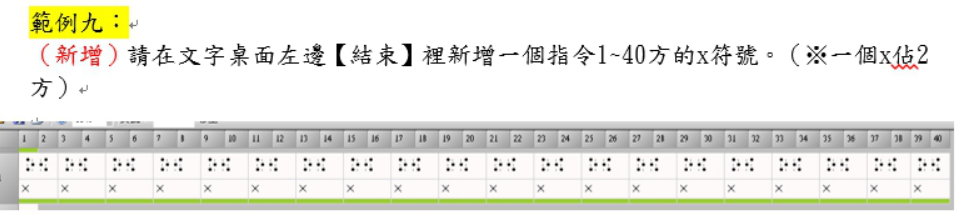 範例九：
（新增）請在文字桌面左邊【結束】裡新增一個指令1~40方的x符號。（※一個x佔2
方）
1 2 3 4 5 6 7 8 9 10 11 12 13 14 15 16 17 18 19 20 21 22 23 24 25 26 27 28 29 30 31 32 33 34 35 36 37 38 39 40
⠨⠪ ⠨⠪ ⠨⠪ ⠨⠪ ⠨⠪ ⠨⠪ ⠨⠪ ⠨⠪ ⠨⠪ ⠨⠪ ⠨⠪ ⠨⠪ ⠨⠪ ⠨⠪ ⠨⠪ ⠨⠪ ⠨⠪ ⠨⠪ ⠨⠪ ⠨⠪
× × × × × × × × × × × × × × × × × × × ×